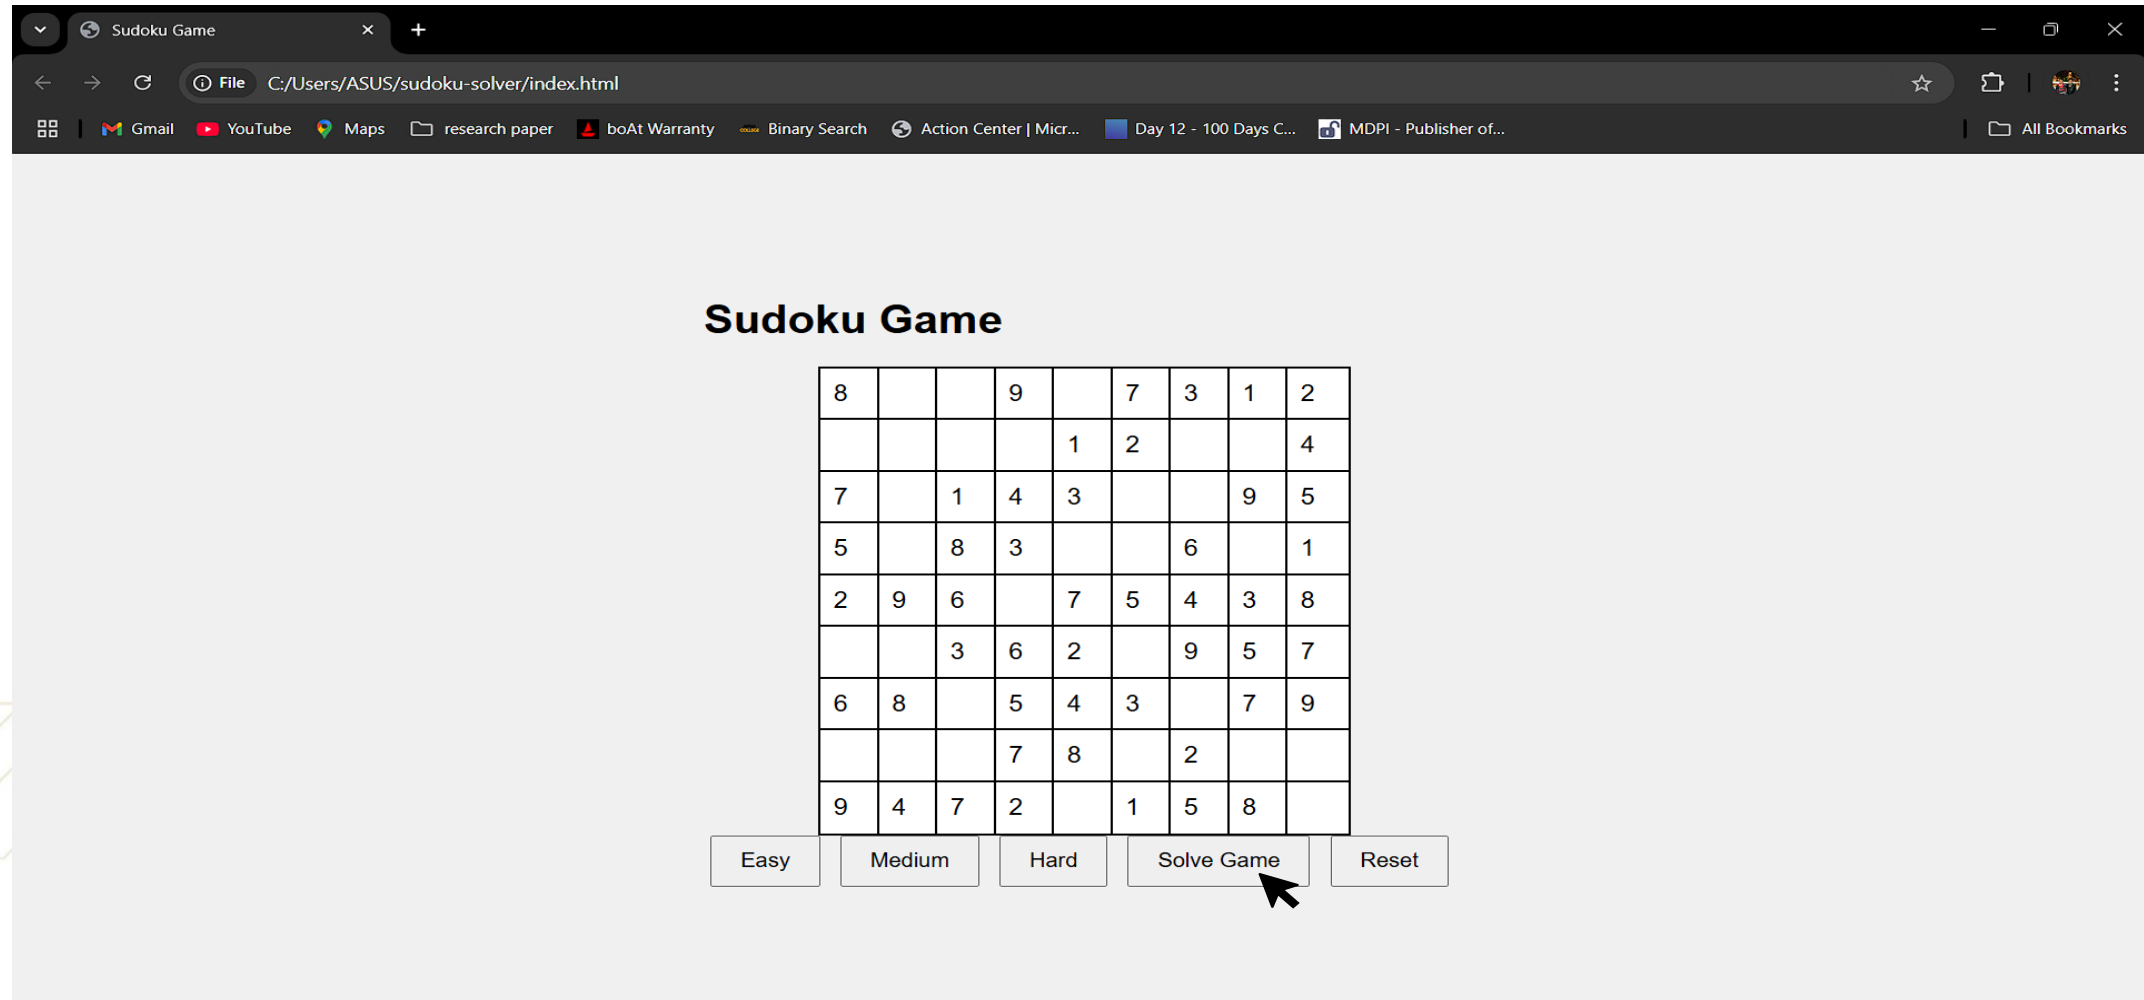 Sudoku Game
File C:/Users/ASUS/sudoku-solver/index.html
Gmail YouTube Maps research paper boAt Warranty Binary Search Action Center | Micr... Day 12 - 100 Days C... MDPI - Publisher of... All Bookmarks
Sudoku Game
8 9 7 3 1 2
1 2 4
7 1 4 3 9 5
5 8 3 6 1
2 9 6 7 5 4 3 8
3 6 2 9 5 7
6 8 5 4 3 7 9
7 8 2
9 4 7 2 1 5 8
Easy Medium Hard Solve Game Reset